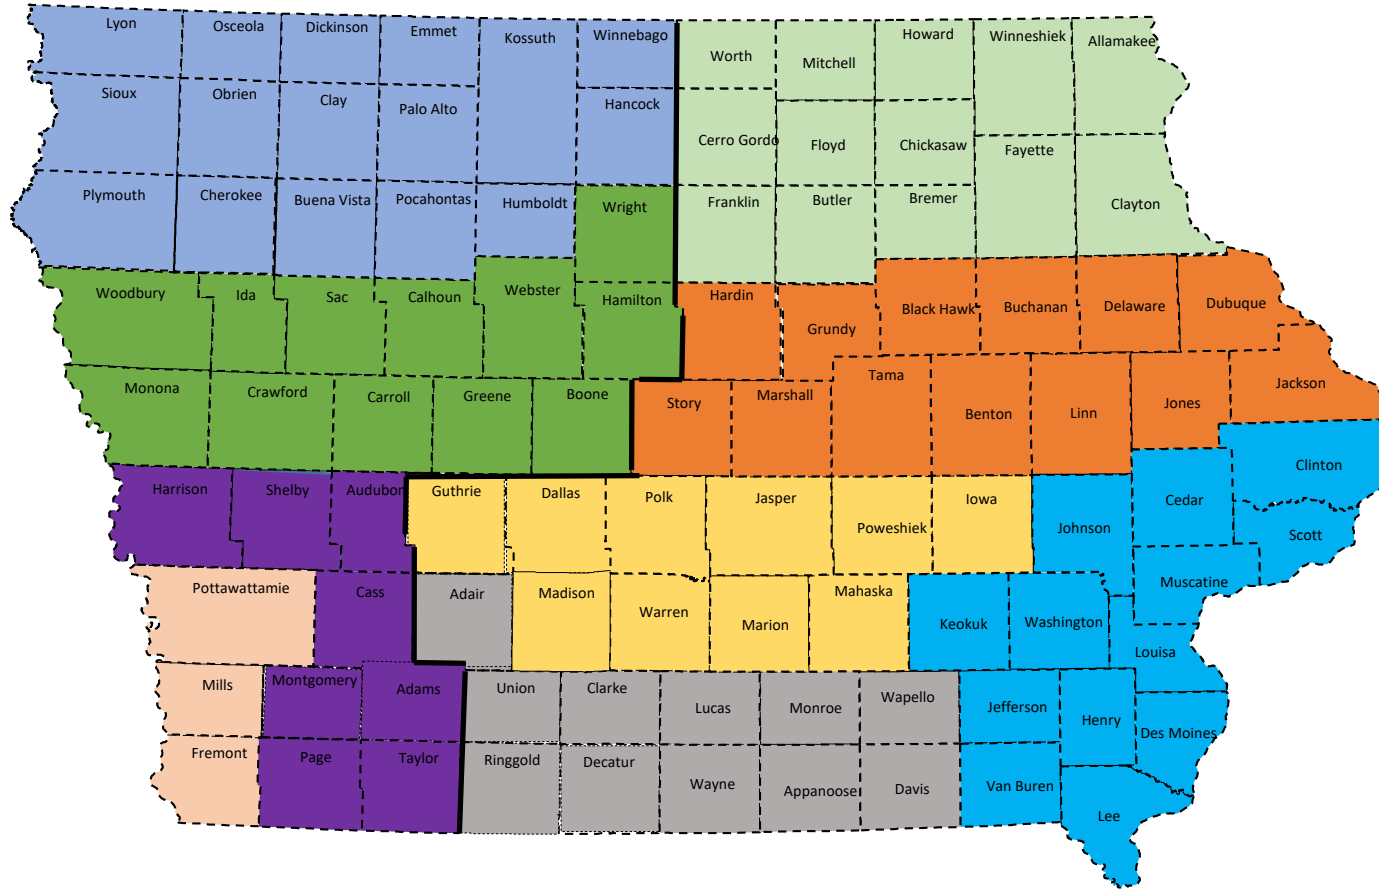 Lyon
Osceola
Dickinson
Emmet
Kossuth
Winnebago
Worth
Mitchell
Howard
Winneshiek
Allamakee
Sioux
Obrien
Clay
Palo Alto
Hancock
Cerro Gordo
Floyd
Chickasaw
Fayette
Clayton
Plymouth
Cherokee
Buena Vista
Pocahontas
Humboldt
Wright
Franklin
Butler
Bremer
Woodbury
Ida
Sac
Calhoun
Webster
Hamilton
Hardin
Grundy
Black Hawk
Buchanan
Delaware
Dubuque
Monona
Crawford
Carroll
Greene
Boone
Story
Marshall
Tama
Benton
Linn
Jones
Jackson
Harrison
Shelby
Audubon
Guthrie
Dallas
Polk
Jasper
Poweshiek
Iowa
Johnson
Cedar
Clinton
Scott
Pottawattamie
Cass
Adair
Madison
Warren
Marion
Mahaska
Keokuk
Washington
Muscatine
Louisa
Mills
Montgomery
Adams
Union
Clarke
Lucas
Monroe
Wapello
Jefferson
Henry
Des Moines
Fremont
Page
Taylor
Ringgold
Decatur
Wayne
Appanoose
Davis
Van Buren
Lee